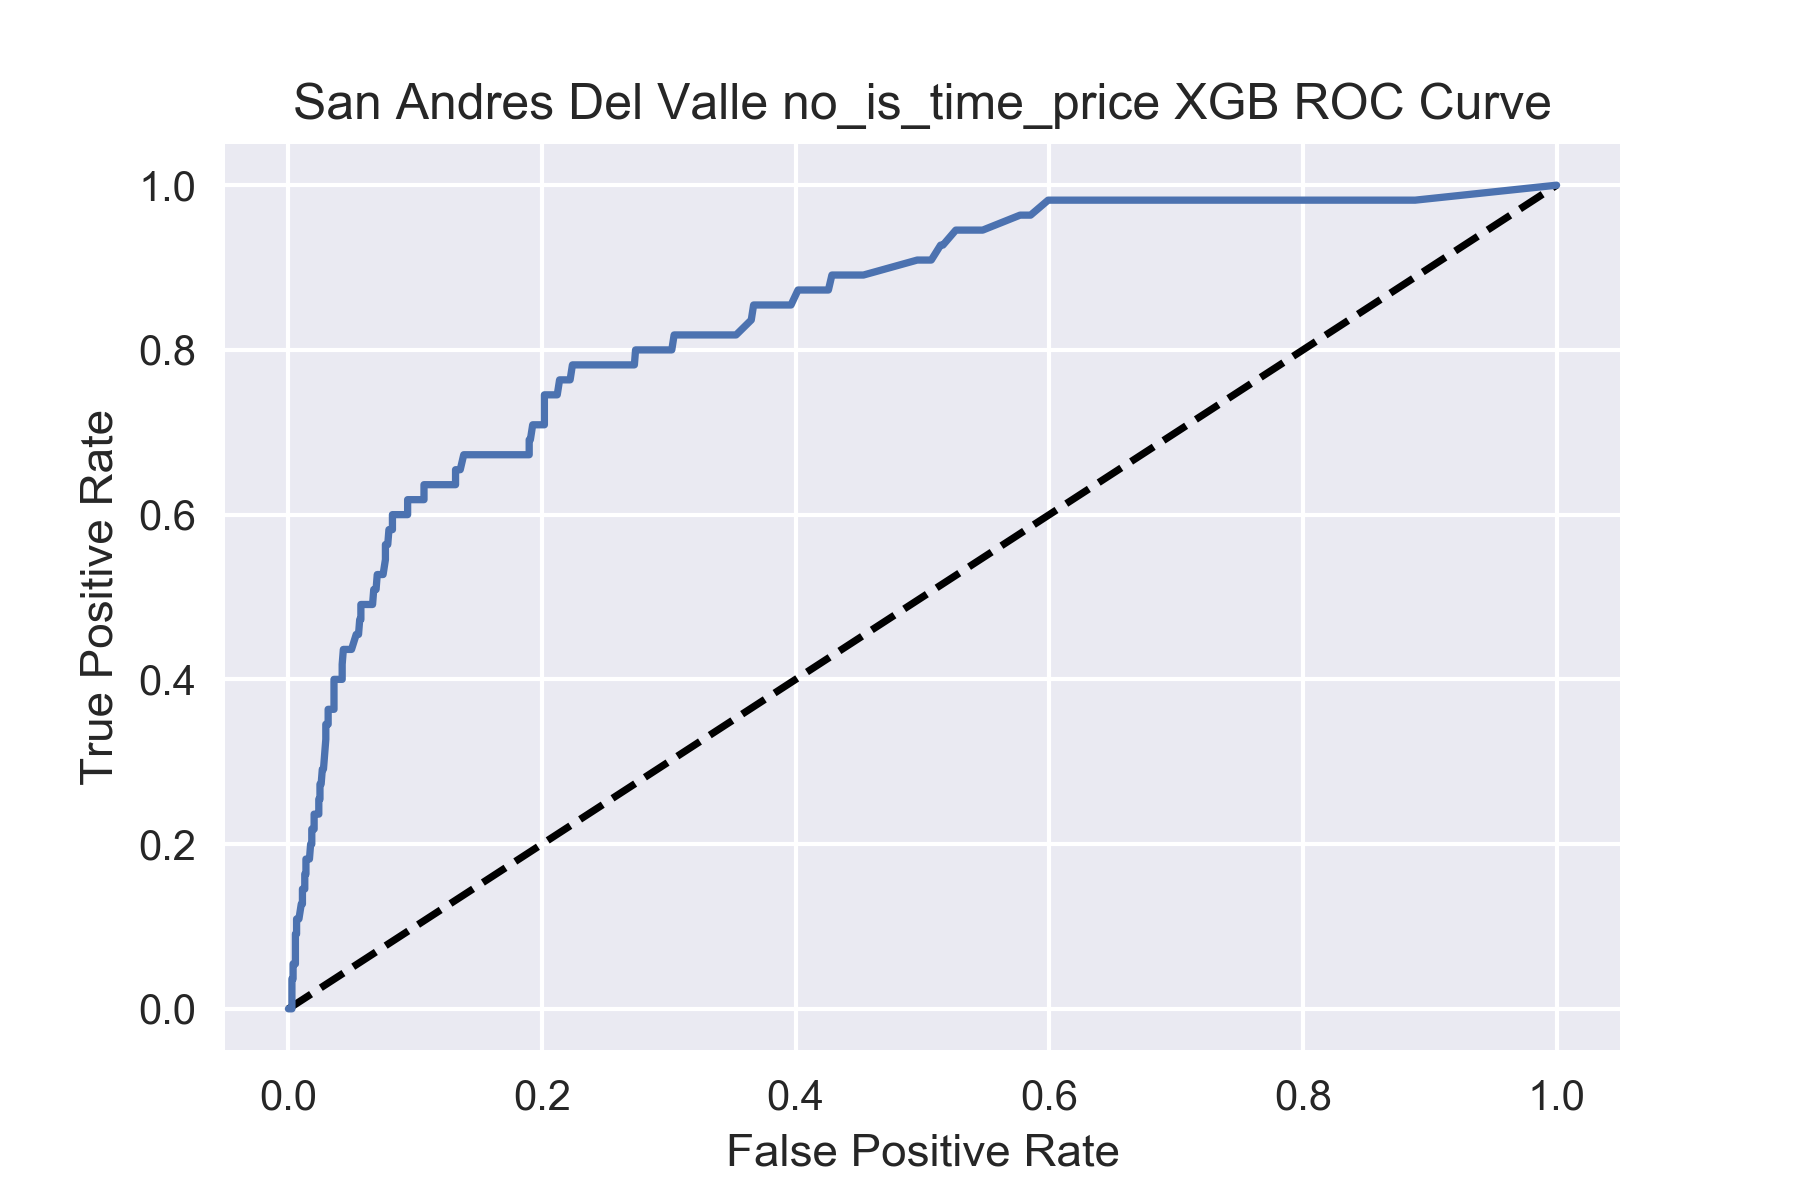 San Andres Del Valle no_is_time_price XGB ROC Curve
1.0
0.8
0.6
0.4
0.2
0.0
True Positive Rate
0.0 0.2 0.4 0.6 0.8 1.0
False Positive Rate